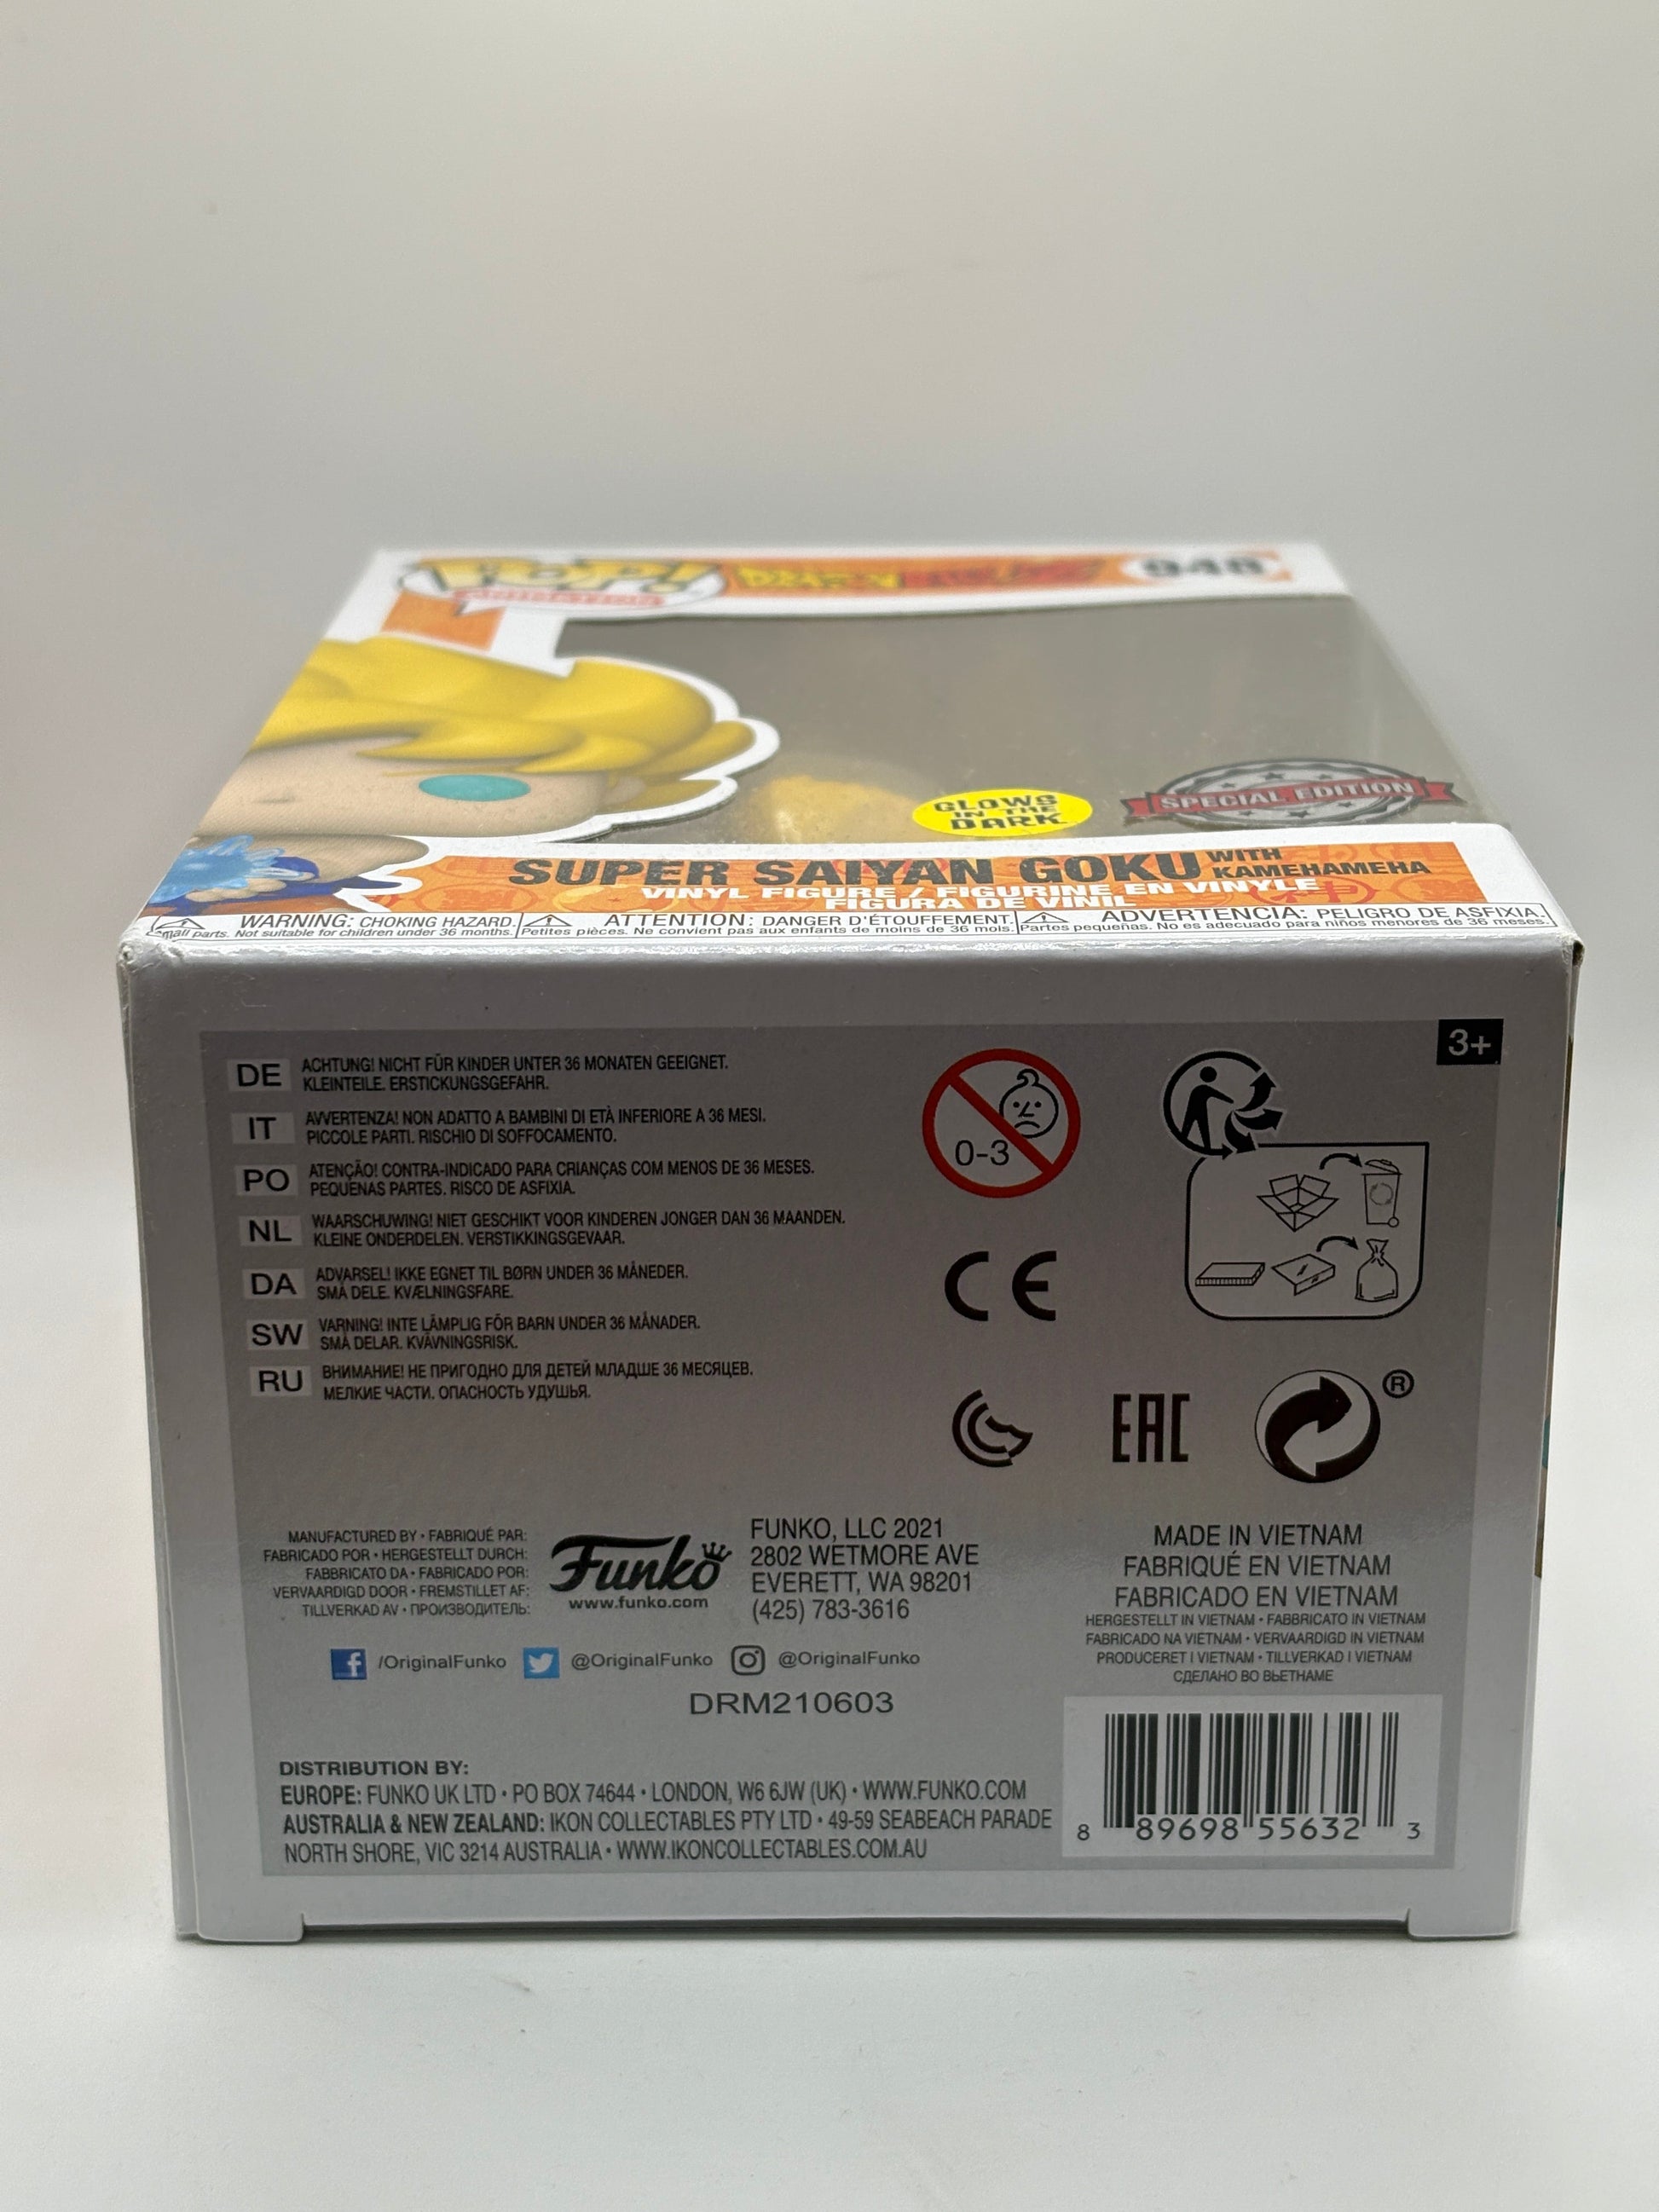 POP!
ANIMATION
DRAGON BALL Z
948
GLOWS
IN THE
DARK
SPECIAL EDITION
SUPER SAIYAN GOKU WITH KAMEHAMEHA
VINYL FIGURE / FIGURINE EN VINYLE
FIGURA DE VINIL
WARNING: CHOKING HAZARD.
Small parts. Not suitable for children under 36 months.
ATTENTION: DANGER D'ÉTOUFFEMENT.
Petites pièces. Ne convient pas aux enfants de moins de 36 mois.
ADVERTENCIA: PELIGRO DE ASFIXIA.
Partes pequeñas. No es adecuado para niños menores de 36 meses.
3+
DE ACHTUNG! NICHT FÜR KINDER UNTER 36 MONATEN GEEIGNET.
KLEINTEILE. ERSTICKUNGSGEFAHR.
IT AVVERTENZA! NON ADATTO A BAMBINI DI ETÀ INFERIORE A 36 MESI.
PICCOLE PARTI. RISCHIO DI SOFFOCAMENTO.
PO ATENÇÃO! CONTRA-INDICADO PARA CRIANÇAS COM MENOS DE 36 MESES.
PEQUENAS PARTES. RISCO DE ASFIXIA.
NL WAARSCHUWING! NIET GESCHIKT VOOR KINDEREN JONGER DAN 36 MAANDEN.
KLEINE ONDERDELEN. VERSTIKKINGSGEVAAR.
DA ADVARSEL! IKKE EGNET TIL BØRN UNDER 36 MÅNEDER.
SMÅ DELE. KVÆLNINGSFARE.
SW VARNING! INTE LÄMPLIG FÖR BARN UNDER 36 MÅNADER.
SMÅ DELAR. KVÄVNINGSRISK.
RU ВНИМАНИЕ! НЕ ПРИГОДНО ДЛЯ ДЕТЕЙ МЛАДШЕ 36 МЕСЯЦЕВ.
МЕЛКИЕ ЧАСТИ. ОПАСНОСТЬ УДУШЬЯ.
0-3
CE
EAC
®
MANUFACTURED BY • FABRIQUÉ PAR:
FABRICADO POR • HERGESTELLT DURCH:
FABBRICATO DA • FABRICADO POR:
VERVAARDIGD DOOR • FREMSTILLET AF:
TILLVERKAD AV • ПРОИЗВОДИТЕЛЬ:
Funko
www.funko.com
FUNKO, LLC 2021
2802 WETMORE AVE
EVERETT, WA 98201
(425) 783-3616
MADE IN VIETNAM
FABRIQUÉ EN VIETNAM
FABRICADO EN VIETNAM
HERGESTELLT IN VIETNAM • FABBRICATO IN VIETNAM
FABRICADO NA VIETNAM • VERVAARDIGD IN VIETNAM
PRODUCERET I VIETNAM • TILLVERKAD I VIETNAM
СДЕЛАНО ВО ВЬЕТНАМЕ
/OriginalFunko @OriginalFunko @OriginalFunko
DRM210603
DISTRIBUTION BY:
EUROPE: FUNKO UK LTD • PO BOX 74644 • LONDON, W6 6JW (UK) • WWW.FUNKO.COM
AUSTRALIA & NEW ZEALAND: IKON COLLECTABLES PTY LTD • 49-59 SEABEACH PARADE
NORTH SHORE, VIC 3214 AUSTRALIA • WWW.IKONCOLLECTABLES.COM.AU
8 89698 55632 3